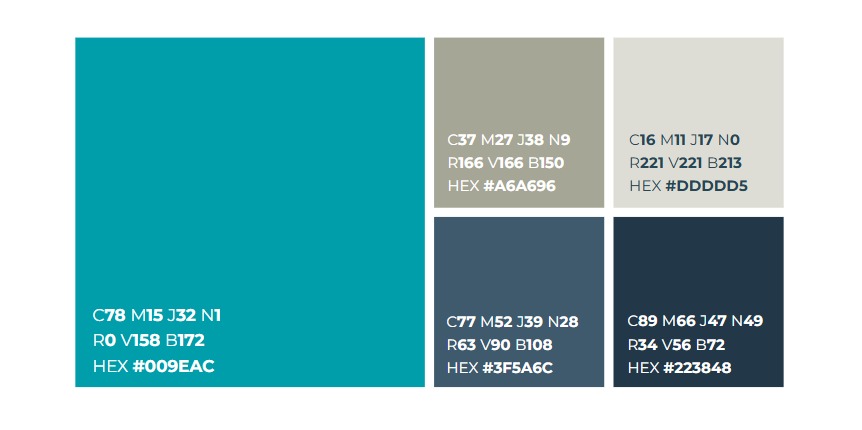 C78 M15 J32 N1
R0 V158 B172
HEX #009EAC
C37 M27 J38 N9
R166 V166 B150
HEX #A6A696
C16 M11 J17 N0
R221 V221 B213
HEX #DDDDD5
C77 M52 J39 N28
R63 V90 B108
HEX #3F5A6C
C89 M66 J47 N49
R34 V56 B72
HEX #223848